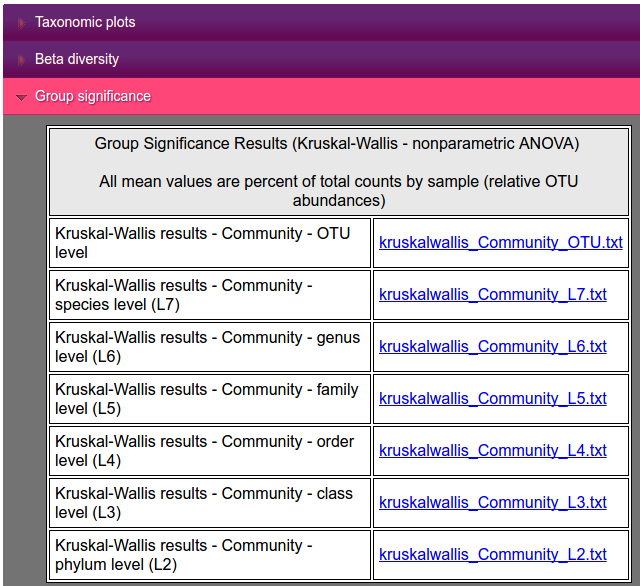 Taxonomic plots
Beta diversity
Group significance
Group Significance Results (Kruskal-Wallis - nonparametric ANOVA)
All mean values are percent of total counts by sample (relative OTU
abundances)
Kruskal-Wallis results - Community - OTU
level
kruskalwallis_Community_OTU.txt
Kruskal-Wallis results - Community -
species level (L7)
kruskalwallis_Community_L7.txt
Kruskal-Wallis results - Community - genus
level (L6)
kruskalwallis_Community_L6.txt
Kruskal-Wallis results - Community - family
level (L5)
kruskalwallis_Community_L5.txt
Kruskal-Wallis results - Community - order
level (L4)
kruskalwallis_Community_L4.txt
Kruskal-Wallis results - Community - class
level (L3)
kruskalwallis_Community_L3.txt
Kruskal-Wallis results - Community -
phylum level (L2)
kruskalwallis_Community_L2.txt